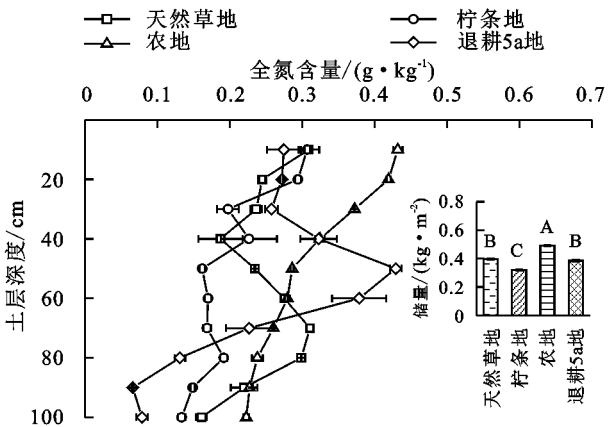 天然草地 柠条地
农地 退耕5a地
全氮含量/(g·kg⁻¹)
0 0.1 0.2 0.3 0.4 0.5 0.6 0.7
20
40
60
80
100
土层深度/cm
0.8
0.6
0.4
0.2
0
储量/(kg·m⁻²)
B C A B
天然草地 柠条地 农地 退耕5a地